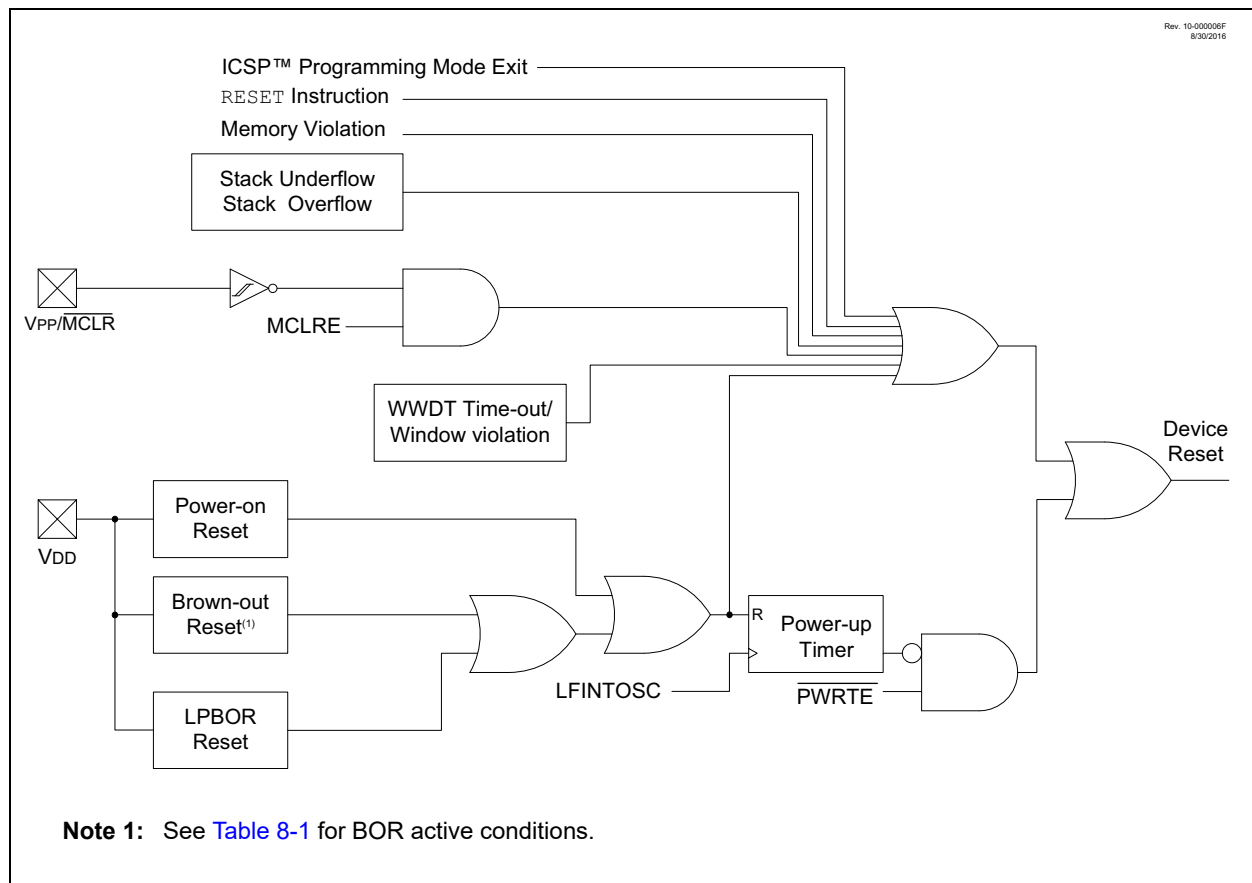 Rev. 10-000006F
8/30/2016
ICSP™ Programming Mode Exit
RESET Instruction
Memory Violation
Stack Underflow
Stack Overflow
VPP/MCLR
MCLRE
WWDT Time-out/
Window violation
Device
Reset
Power-on
Reset
VDD
Brown-out
Reset(1)
R
Power-up
Timer
LFINTOSC
PWRTE
LPBOR
Reset
Note 1: See Table 8-1 for BOR active conditions.